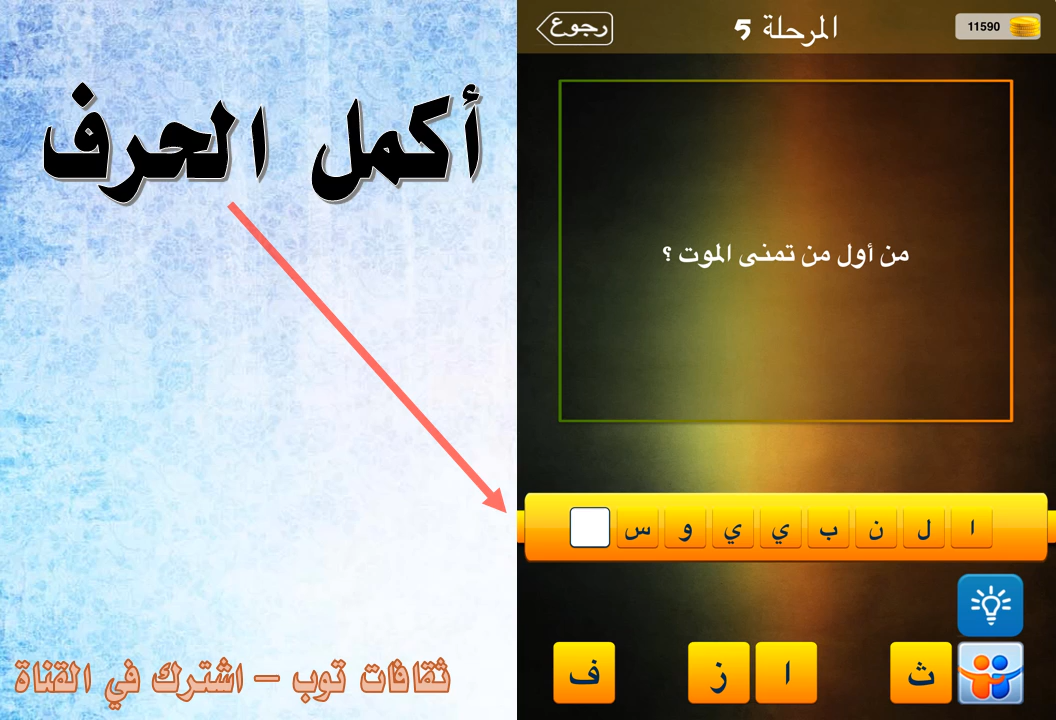 أكمل الحرف
ثقافات توب – اشترك في القناة
رجوع
المرحلة 5
11590
من أول من تمنى الموت ؟
ا ل ن ب ي ي و س
ث ا ز ف